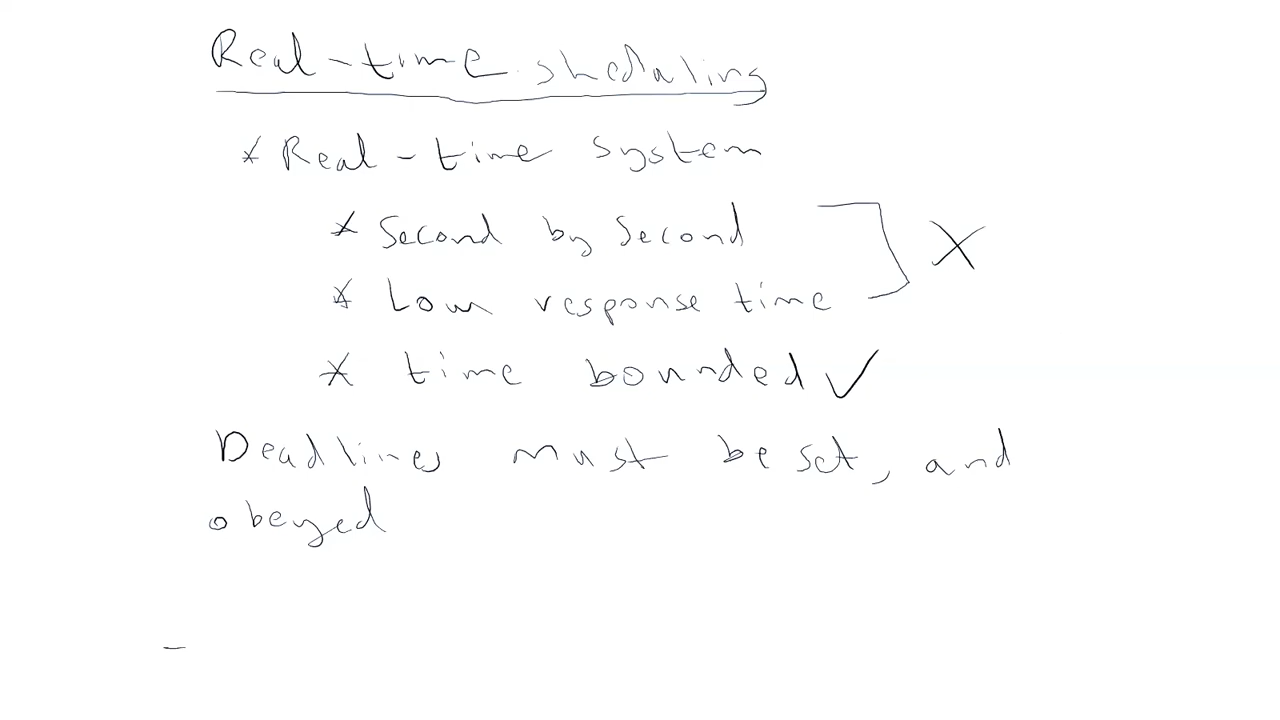 Real-time shedaling
* Real-time system
* Second by Second
* Low response time
* time bounded ✓
Deadlines must be set, and
obeyed